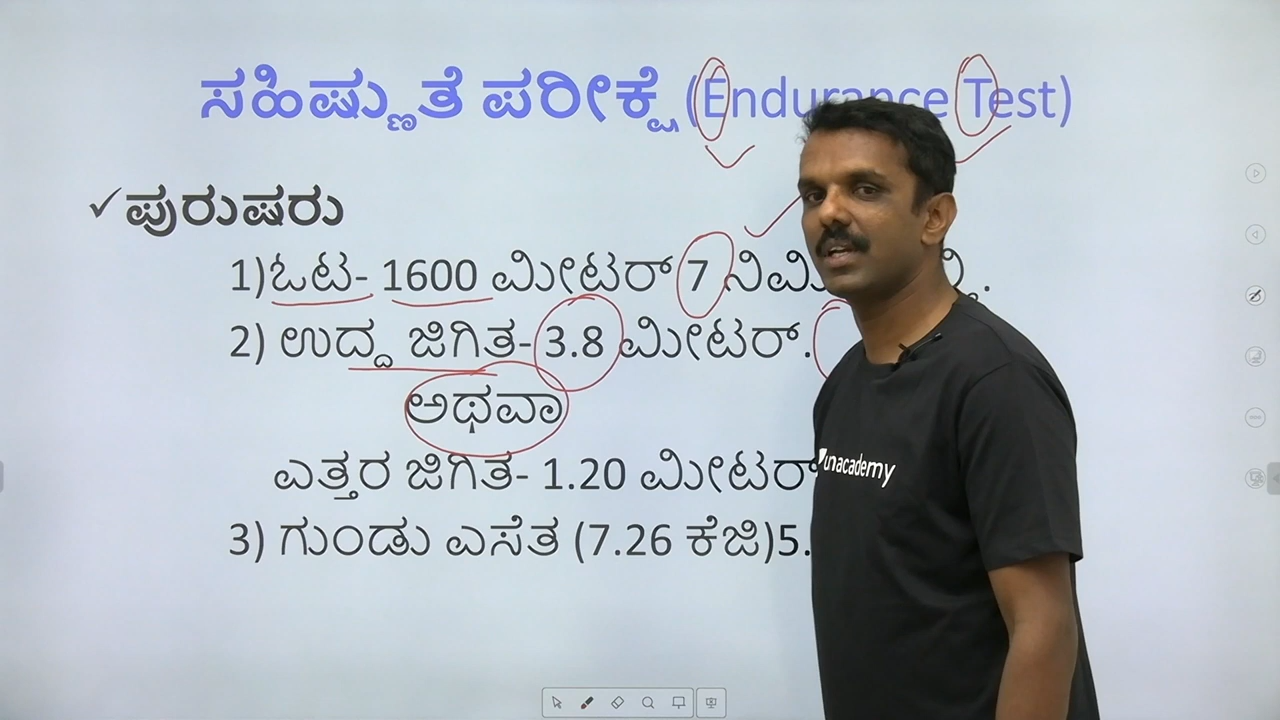 ಸಹಿಷ್ಣುತೆ ಪರೀಕ್ಷೆ (Endurance Test)
✓ಪುರುಷರು
1)ಓಟ- 1600 ಮೀಟರ್ 7
2) ಉದ್ದ ಜಿಗಿತ- 3.8 ಮೀಟರ್.
ಅಥವಾ
ಎತ್ತರ ಜಿಗಿತ- 1.20 ಮೀಟರ್
3) ಗುಂಡು ಎಸೆತ (7.26 ಕೆಜಿ)5.
unacademy